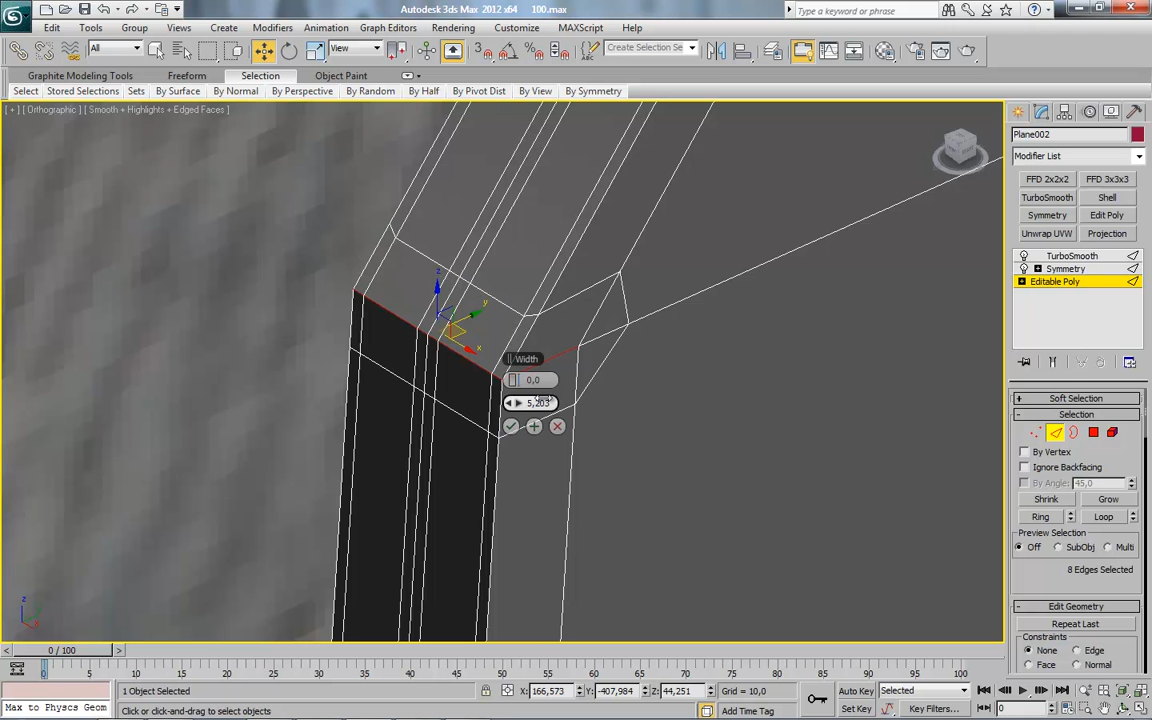 Autodesk 3ds Max 2012 x64 100.max
Type a keyword or phrase
Edit Tools Group Views Create Modifiers Animation Graph Editors Rendering Customize MAXScript Help
All View Create Selection Se
Graphite Modeling Tools Freeform Selection Object Paint
Select Stored Selections Sets By Surface By Normal By Perspective By Random By Half By Pivot Dist By View By Symmetry
[ + ] [ Orthographic ] [ Smooth + Highlights + Edged Faces ]
Plane002
Modifier List
FFD 2x2x2 FFD 3x3x3
TurboSmooth Shell
Symmetry Edit Poly
Unwrap UVW Projection
TurboSmooth
Symmetry
Editable Poly
z
y
x
Width
0,0
5,203
+ Soft Selection
- Selection
By Vertex
Ignore Backfacing
By Angle: 45,0
Shrink Grow
Ring Loop
Preview Selection
Off SubObj Multi
8 Edges Selected
- Edit Geometry
Repeat Last
Constraints
None Edge
Face Normal
z
x
< 0 / 100 >
0 5 10 15 20 25 30 35 40 45 50 55 60 65 70 75 80 85 90 95 100
1 Object Selected X: 166,573 Y: -407,984 Z: 44,251 Grid = 10,0 Auto Key Selected
Max to Physcs Geom Click or click-and-drag to select objects Add Time Tag Set Key Key Filters... 0